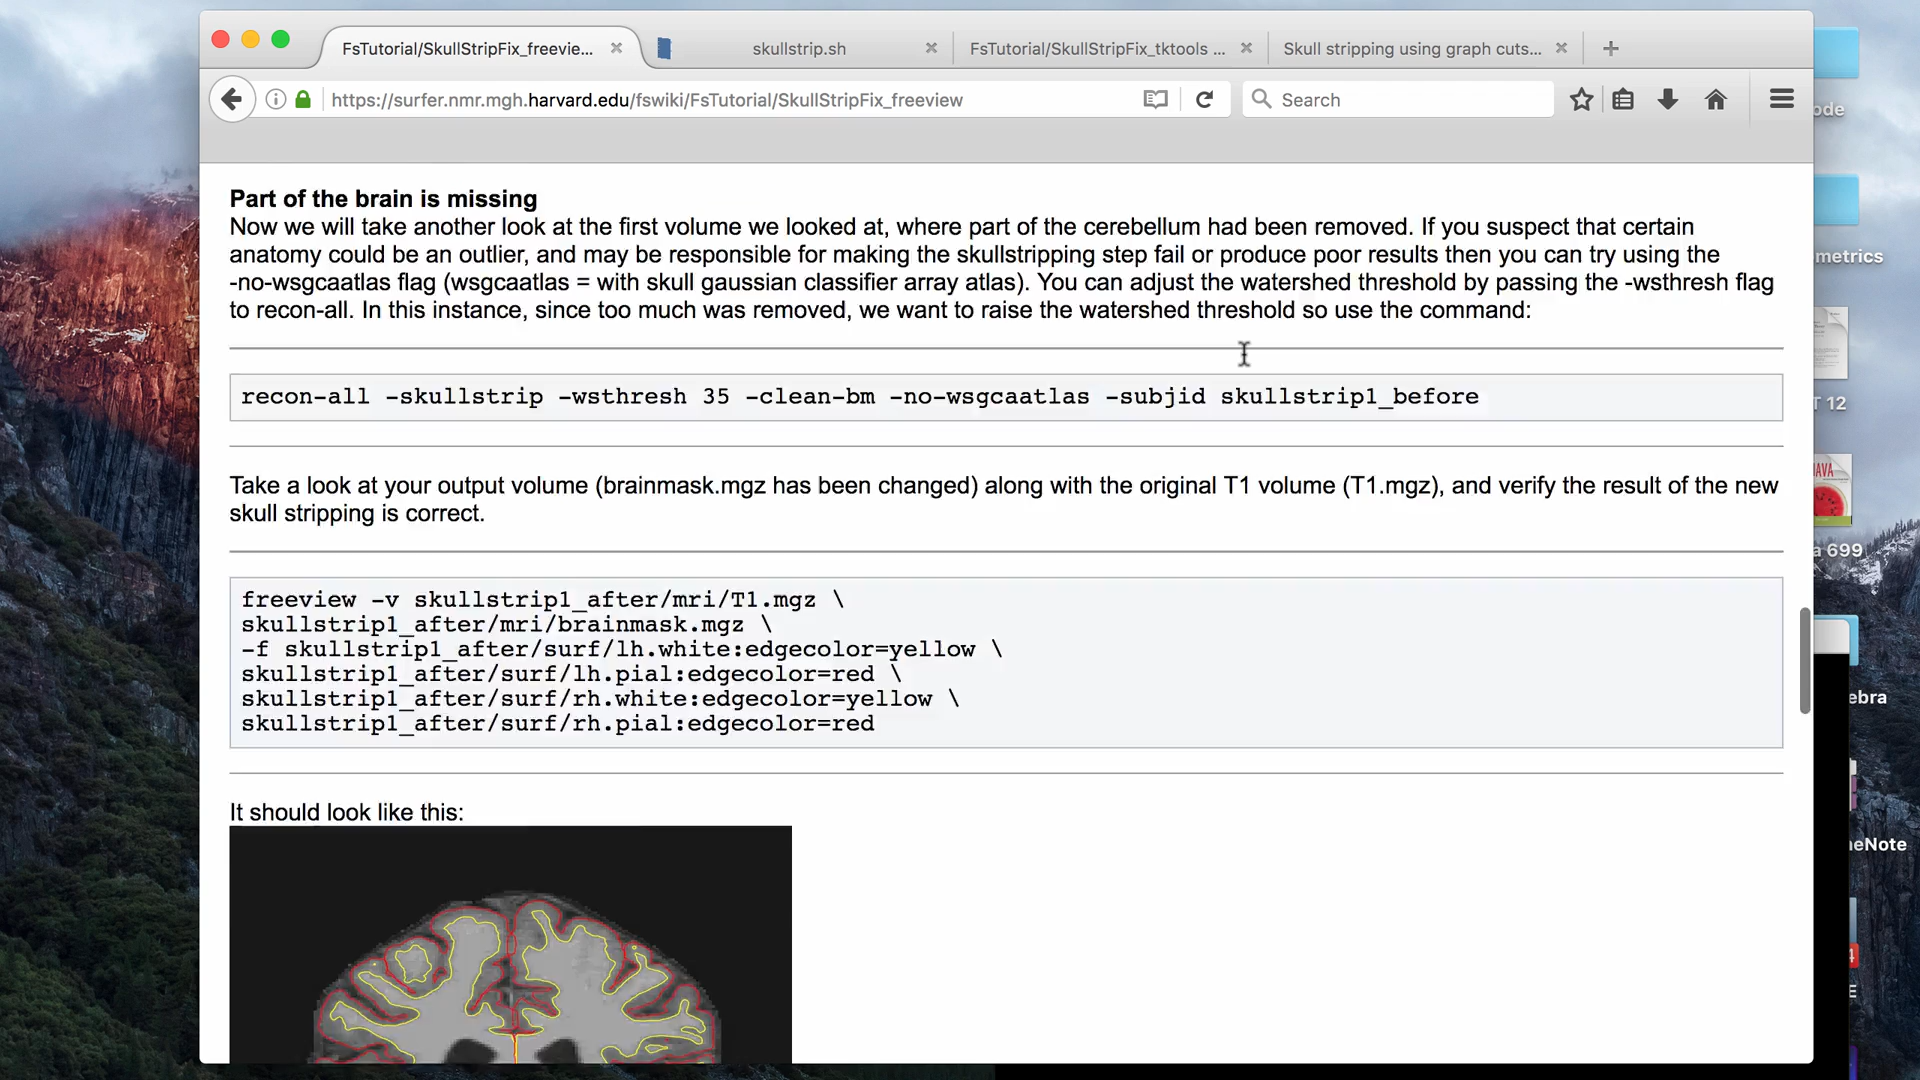 FsTutorial/SkullStripFix_freevie...
skullstrip.sh
FsTutorial/SkullStripFix_tktools ...
Skull stripping using graph cuts...
https://surfer.nmr.mgh.harvard.edu/fswiki/FsTutorial/SkullStripFix_freeview
Search
Part of the brain is missing
Now we will take another look at the first volume we looked at, where part of the cerebellum had been removed. If you suspect that certain
anatomy could be an outlier, and may be responsible for making the skullstripping step fail or produce poor results then you can try using the
-no-wsgcaatlas flag (wsgcaatlas = with skull gaussian classifier array atlas). You can adjust the watershed threshold by passing the -wsthresh flag
to recon-all. In this instance, since too much was removed, we want to raise the watershed threshold so use the command:
recon-all -skullstrip -wsthresh 35 -clean-bm -no-wsgcaatlas -subjid skullstrip1_before
Take a look at your output volume (brainmask.mgz has been changed) along with the original T1 volume (T1.mgz), and verify the result of the new
skull stripping is correct.
freeview -v skullstrip1_after/mri/T1.mgz \
skullstrip1_after/mri/brainmask.mgz \
-f skullstrip1_after/surf/lh.white:edgecolor=yellow \
skullstrip1_after/surf/lh.pial:edgecolor=red \
skullstrip1_after/surf/rh.white:edgecolor=yellow \
skullstrip1_after/surf/rh.pial:edgecolor=red
It should look like this:
ode
ometrics
T 12
AVA
a 699
ebra
eNote